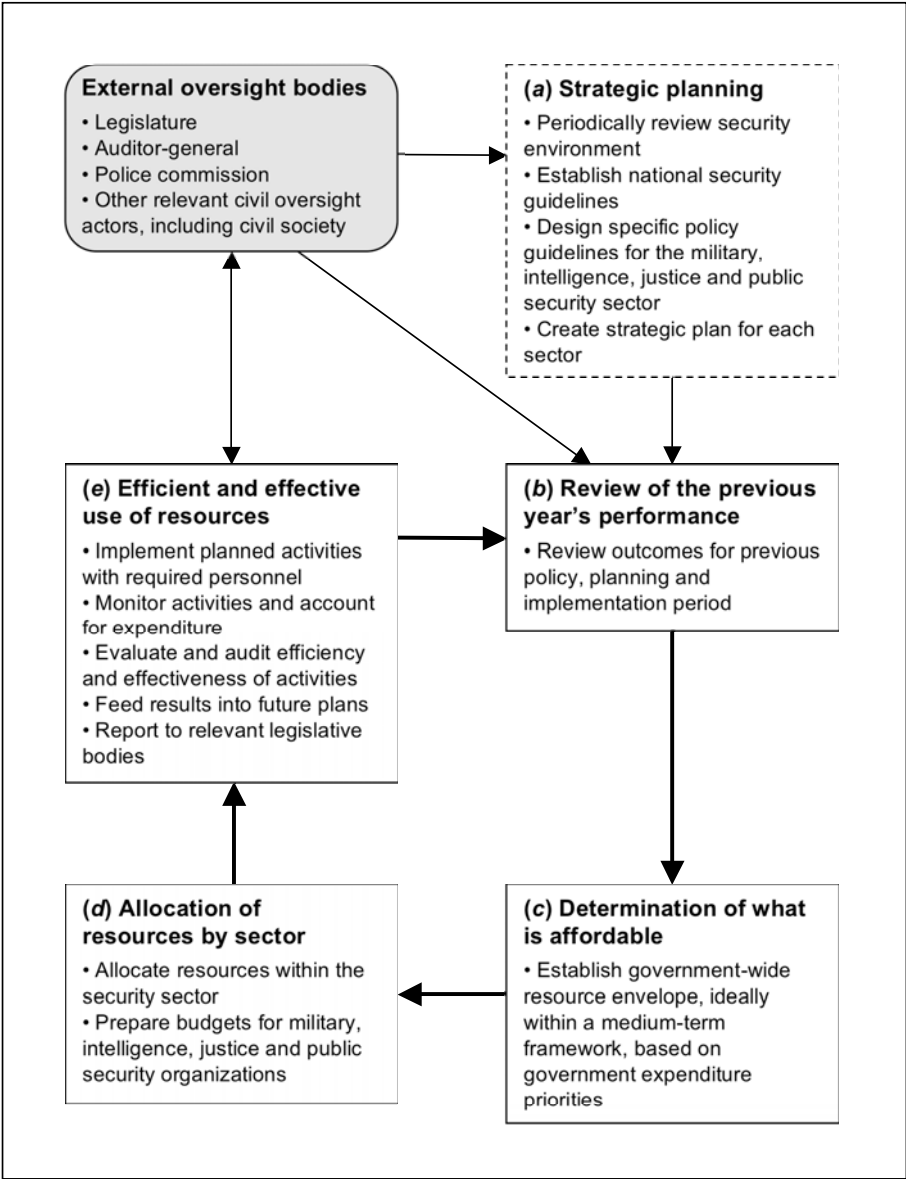 External oversight bodies
• Legislature
• Auditor-general
• Police commission
• Other relevant civil oversight
actors, including civil society
(a) Strategic planning
• Periodically review security
environment
• Establish national security
guidelines
• Design specific policy
guidelines for the military,
intelligence, justice and public
security sector
• Create strategic plan for each
sector
(b) Review of the previous
year's performance
• Review outcomes for previous
policy, planning and
implementation period
(c) Determination of what
is affordable
• Establish government-wide
resource envelope, ideally
within a medium-term
framework, based on
government expenditure
priorities
(d) Allocation of
resources by sector
• Allocate resources within the
security sector
• Prepare budgets for military,
intelligence, justice and public
security organizations
(e) Efficient and effective
use of resources
• Implement planned activities
with required personnel
• Monitor activities and account
for expenditure
• Evaluate and audit efficiency
and effectiveness of activities
• Feed results into future plans
• Report to relevant legislative
bodies